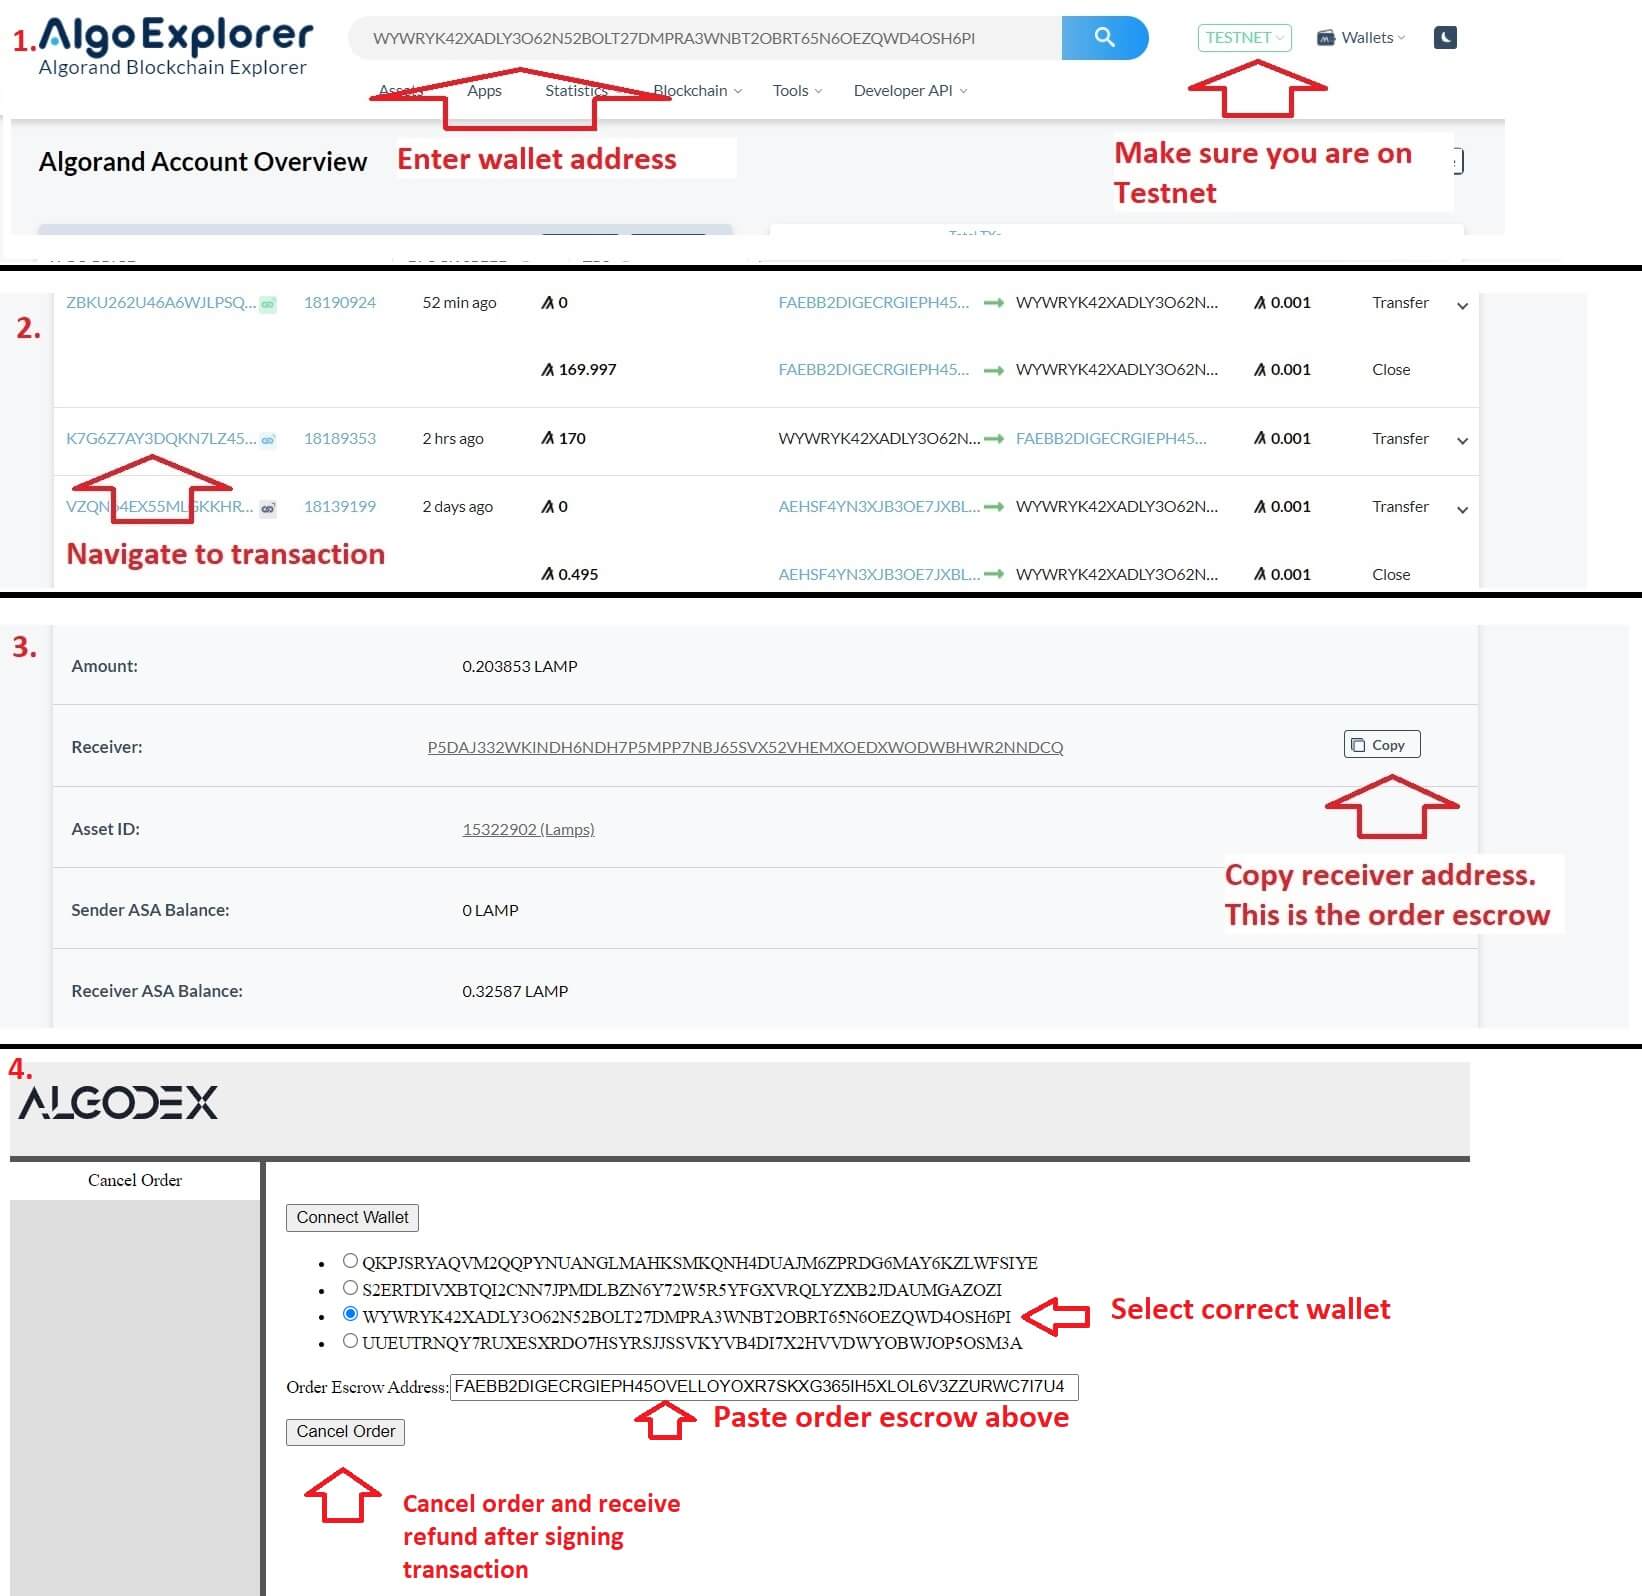 1.
AlgoExplorer
Algorand Blockchain Explorer
WYWRYK42XADLY3O62N52BOLT27DMPRA3WNBT2OBRT65N6OEZQWD4OSH6PI
TESTNET
Wallets
Assets Apps Statistics Blockchain Tools Developer API
Algorand Account Overview
Enter wallet address
Make sure you are on
Testnet
2.
ZBKU262U46A6WJLPSQ... 18190924 52 min ago 0 FAEBB2DIGECRGIEPH45... WYWRYK42XADLY3O62N... 0.001 Transfer
169.997 FAEBB2DIGECRGIEPH45... WYWRYK42XADLY3O62N... 0.001 Close
K7G6Z7AY3DQKN7LZ45... 18189353 2 hrs ago 170 WYWRYK42XADLY3O62N... FAEBB2DIGECRGIEPH45... 0.001 Transfer
18139199 2 days ago 0 AEHSF4YN3XJB3OE7JXBL... WYWRYK42XADLY3O62N... 0.001 Transfer
Navigate to transaction
0.495 AEHSF4YN3XJB3OE7JXBL... WYWRYK42XADLY3O62N... 0.001 Close
3.
Amount: 0.203853 LAMP
Receiver: P5DAJ332WKINDH6NDH7P5MPP7NBJ65SVX52VHEMXOEDXWODWBHWR2NNDCQ Copy
Asset ID: 15322902 (Lamps)
Copy receiver address.
This is the order escrow
Sender ASA Balance: 0 LAMP
Receiver ASA Balance: 0.32587 LAMP
4.
ALGODEX
Cancel Order
Connect Wallet
QKPJSRYAQVM2QQPYNUANGLMAHKSMKQNH4DUAJM6ZPRDG6MAY6KZLWFSIYE
S2ERTDIVXBTQI2CNN7JPMDLBZN6Y72W5R5YFGXVRQLYZXB2JDAUMGAZOZI
WYWRYK42XADLY3O62N52BOLT27DMPRA3WNBT2OBRT65N6OEZQWD4OSH6PI
Select correct wallet
UUEUTRNQY7RUXESXRDO7HSYRSJJSSVKYVB4DI7X2HVVDWYOBWJOP5OSM3A
Order Escrow Address: FAEBB2DIGECRGIEPH45OVELLOYOXR7SKXG365IH5XLOL6V3ZZURWC7I7U4
Paste order escrow above
Cancel Order
Cancel order and receive
refund after signing
transaction